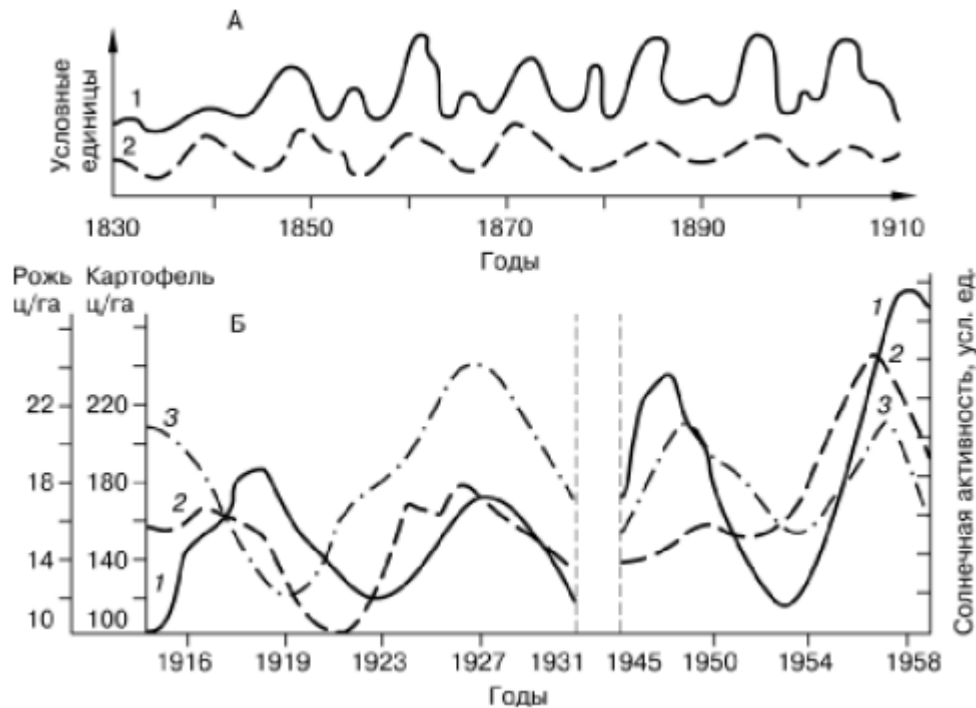 А
Условные
единицы
1
2
1830 1850 1870 1890 1910
Годы
Рожь Картофель
ц/га ц/га
Б
22 220
18 180
14 140
10 100
3
2
1
1
2
3
Солнечная активность, усл. ед.
1916 1919 1923 1927 1931 1945 1950 1954 1958
Годы